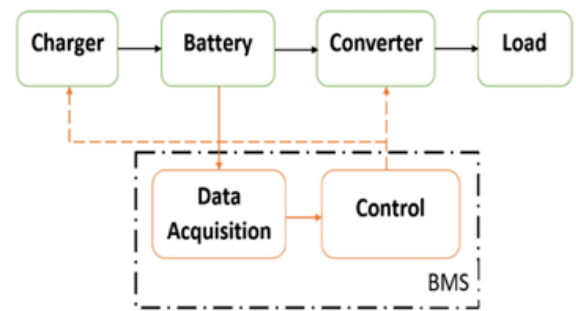 Charger
Battery
Converter
Load
Data
Acquisition
Control
BMS